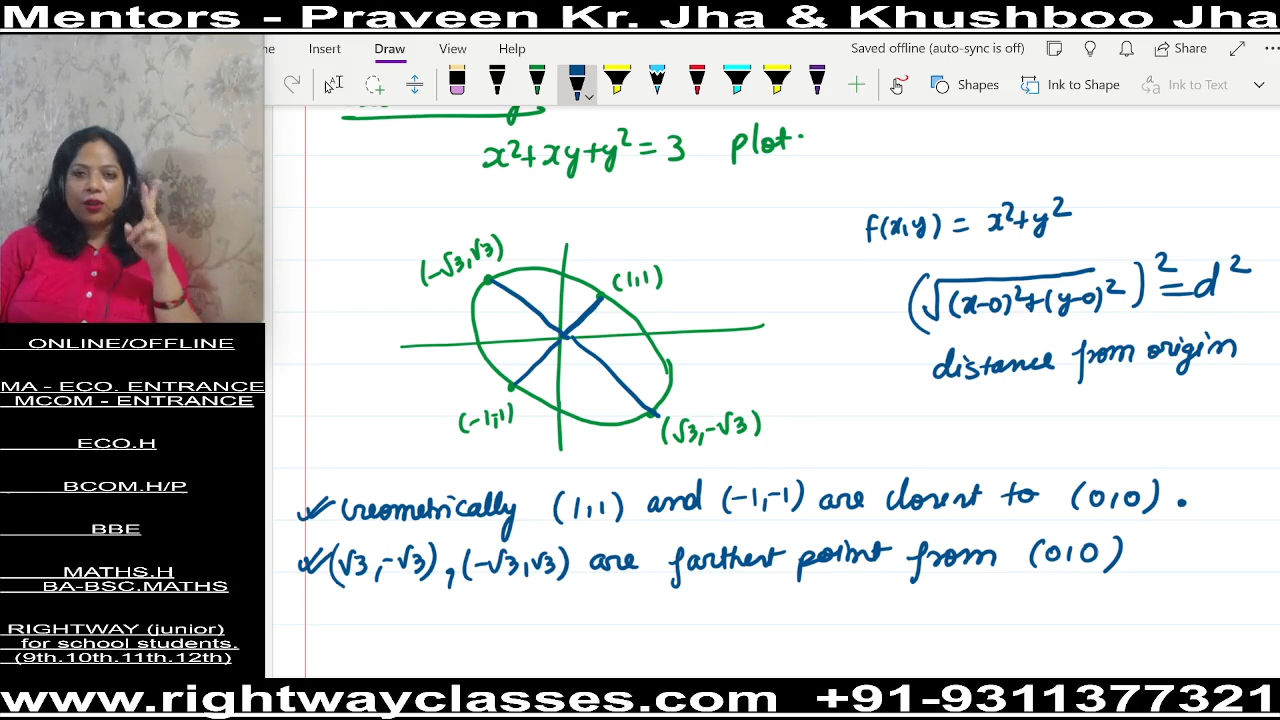 Mentors - Praveen Kr. Jha & Khushboo Jha
Insert Draw View Help
Saved offline (auto-sync is off)
Share
Shapes
Ink to Shape
Ink to Text
x²+xy+y² = 3 plot.
f(x,y) = x²+y²
(√(x-0)²+(y-0)²)² = d²
distance from origin
(-√3,√3)
(1,1)
(-1,-1)
(√3,-√3)
✓ Geometrically (1,1) and (-1,-1) are closest to (0,0).
✓ (√3,-√3), (-√3,√3) are farthest point from (0,0)
ONLINE/OFFLINE
MA - ECO. ENTRANCE
MCOM - ENTRANCE
ECO.H
BCOM.H/P
BBE
MATHS.H
BA-BSC.MATHS
RIGHTWAY (junior)
for school students.
(9th.10th.11th.12th)
www.rightwayclasses.com +91-9311377321